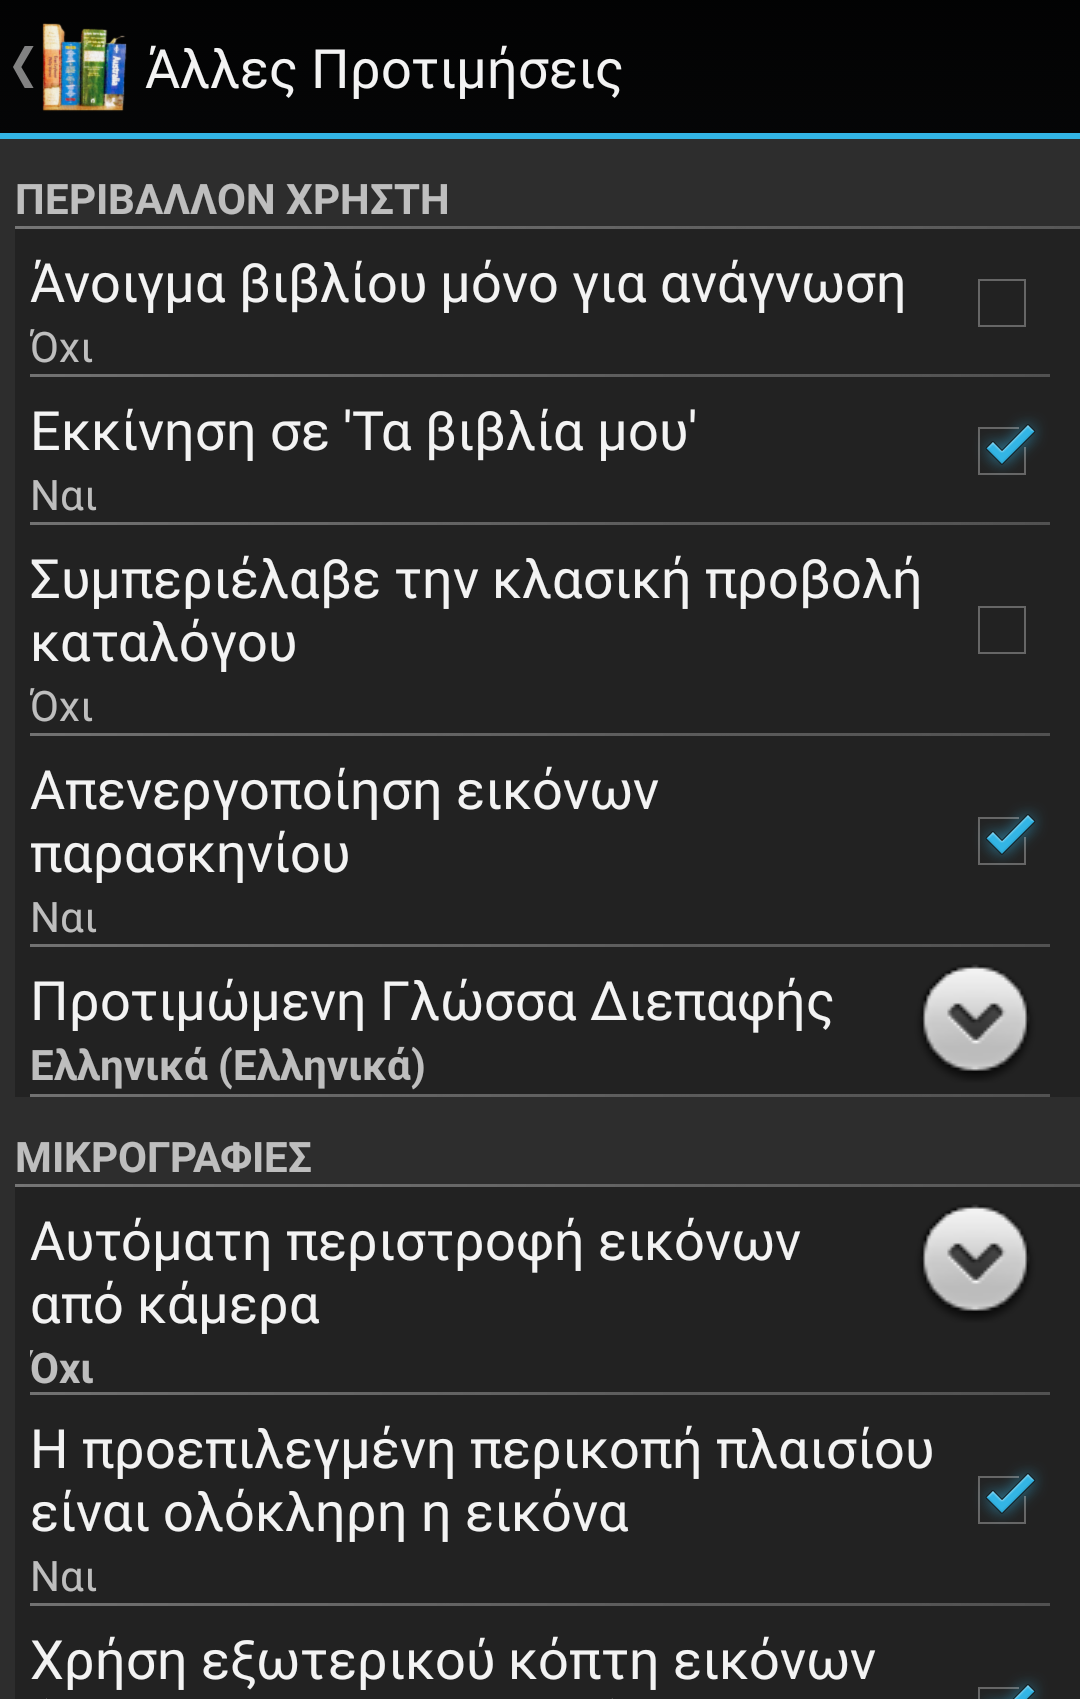 Άλλες Προτιμήσεις
ΠΕΡΙΒΑΛΛΟΝ ΧΡΗΣΤΗ
Άνοιγμα βιβλίου μόνο για ανάγνωση
Όχι
Εκκίνηση σε 'Τα βιβλία μου'
Ναι
Συμπεριέλαβε την κλασική προβολή
καταλόγου
Όχι
Απενεργοποίηση εικόνων
παρασκηνίου
Ναι
Προτιμώμενη Γλώσσα Διεπαφής
Ελληνικά (Ελληνικά)
ΜΙΚΡΟΓΡΑΦΙΕΣ
Αυτόματη περιστροφή εικόνων
από κάμερα
Όχι
Η προεπιλεγμένη περικοπή πλαισίου
είναι ολόκληρη η εικόνα
Ναι
Χρήση εξωτερικού κόπτη εικόνων